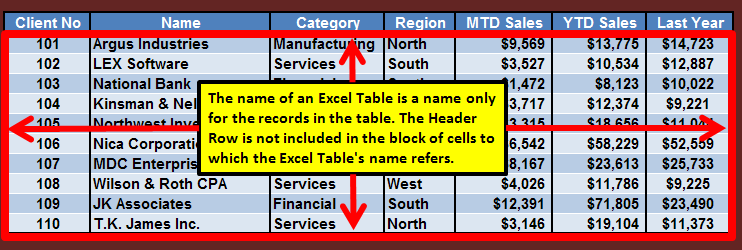 Client No Name Category Region MTD Sales YTD Sales Last Year
101 Argus Industries Manufacturing North $9,569 $13,775 $14,723
102 LEX Software Services South $3,527 $10,534 $12,887
103 National Bank $8,123 $10,022
104 Kinsman & $12,374 $9,221
105 Northwest $18,656
106 Nica $58,229 $52,559
107 MDC $23,613 $25,733
108 Wilson & Roth CPA Services West $4,026 $11,786 $9,225
109 JK Associates Financial South $12,391 $71,805 $23,490
110 T.K. James Inc. Services North $3,146 $19,104 $11,373
The name of an Excel Table is a name only
for the records in the table. The Header
Row is not included in the block of cells to
which the Excel Table's name refers.